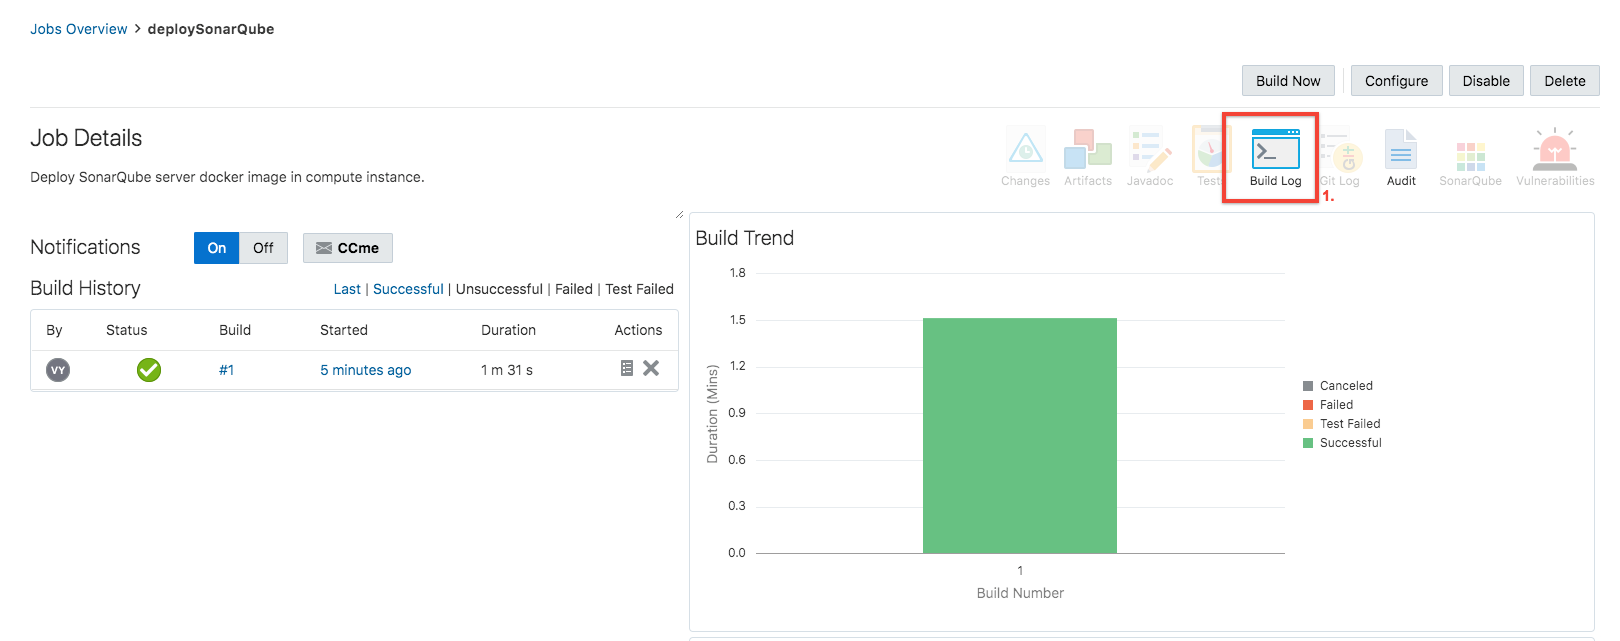 Jobs Overview > deploySonarQube
Build Now Configure Disable Delete
Job Details
Deploy SonarQube server docker image in compute instance.
Changes Artifacts Javadoc Tests Build Log Git Log Audit SonarQube Vulnerabilities
1.
Notifications On Off CCme
Build History Last | Successful | Unsuccessful | Failed | Test Failed
By Status Build Started Duration Actions
VY #1 5 minutes ago 1 m 31 s
Build Trend
1.8
1.5
1.2
0.9
0.6
0.3
0.0
Duration (Mins)
1
Build Number
Canceled
Failed
Test Failed
Successful